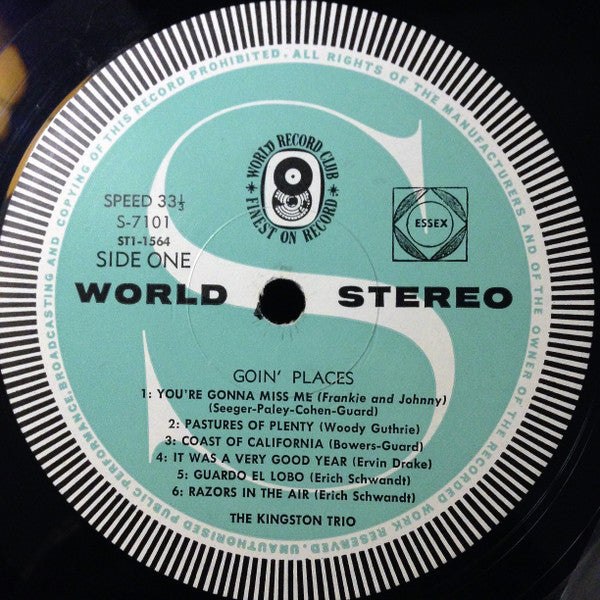 ALL RIGHTS OF THE MANUFACTURERS AND OF THE OWNER OF THE RECORDED WORK RESERVED. UNAUTHORISED PUBLIC PERFORMANCE, BROADCASTING AND COPYING OF THIS RECORD PROHIBITED.
WORLD RECORD CLUB
FINEST ON RECORD
SPEED 33⅓
S-7101
ST1-1564
SIDE ONE
ESSEX
WORLD STEREO
S
GOIN' PLACES
1: YOU'RE GONNA MISS ME (Frankie and Johnny)
(Seeger-Paley-Cohen-Guard)
2: PASTURES OF PLENTY (Woody Guthrie)
3: COAST OF CALIFORNIA (Bowers-Guard)
4: IT WAS A VERY GOOD YEAR (Ervin Drake)
5: GUARDO EL LOBO (Erich Schwandt)
6: RAZORS IN THE AIR (Erich Schwandt)
THE KINGSTON TRIO